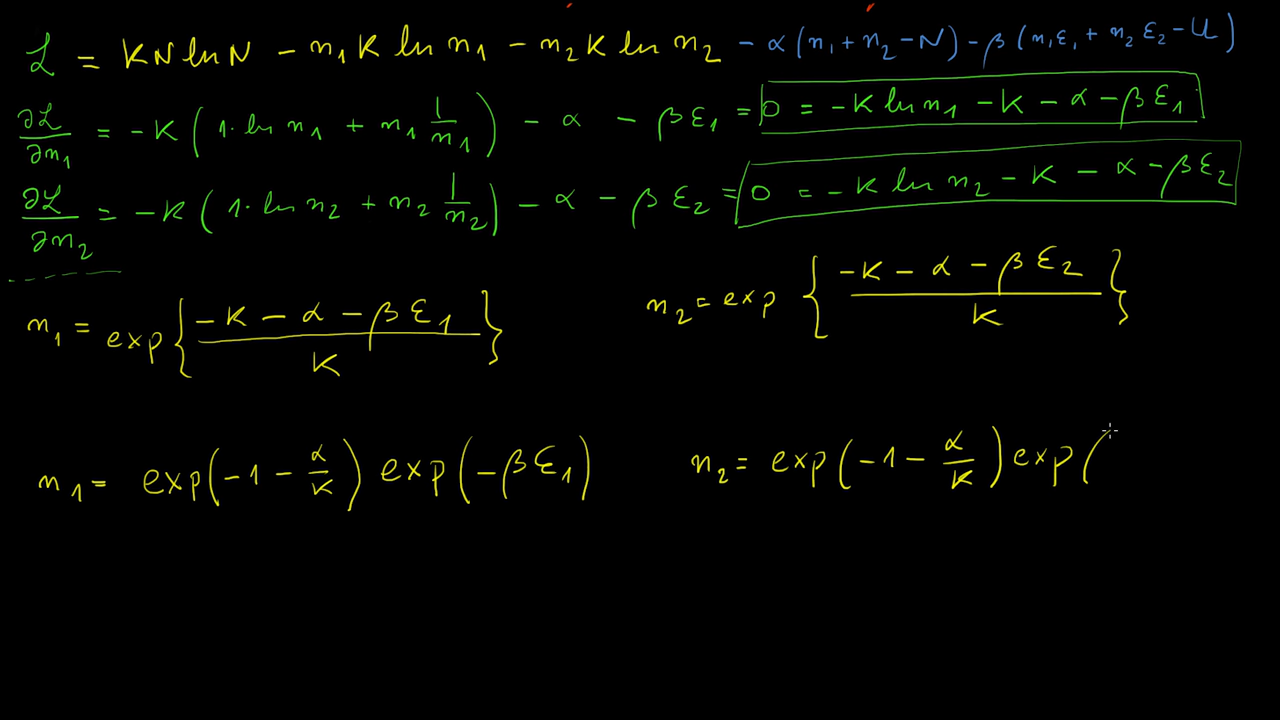 ℒ = KN ln N − n₁K ln n₁ − n₂K ln n₂ − α(n₁ + n₂ − N) − β(n₁ε₁ + n₂ε₂ − U)
∂ℒ/∂n₁ = −K(1·ln n₁ + n₁ 1/n₁) − α − βε₁ = 0 = −K ln n₁ − K − α − βε₁
∂ℒ/∂n₂ = −K(1·ln n₂ + n₂ 1/n₂) − α − βε₂ = 0 = −K ln n₂ − K − α − βε₂
n₁ = exp{(−K − α − βε₁)/K}
n₂ = exp{(−K − α − βε₂)/K}
n₁ = exp(−1 − α/K) exp(−βε₁)
n₂ = exp(−1 − α/K) exp(